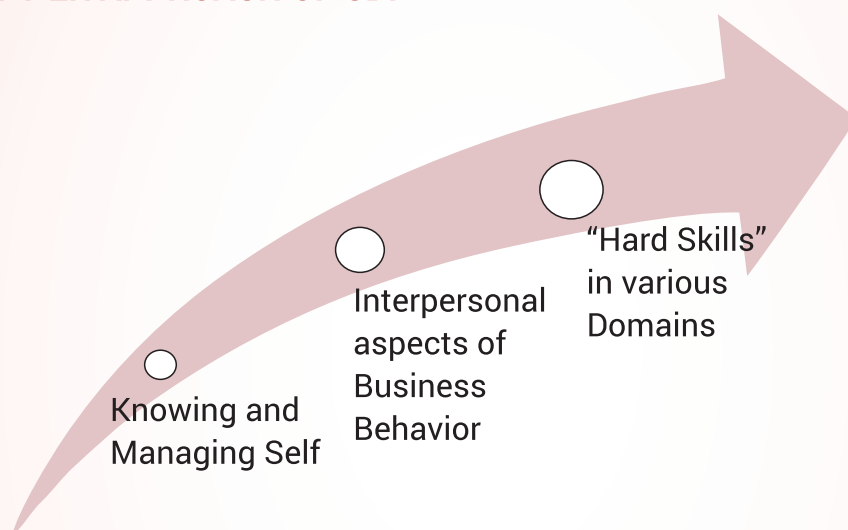 Knowing and
Managing Self
Interpersonal
aspects of
Business
Behavior
“Hard Skills”
in various
Domains